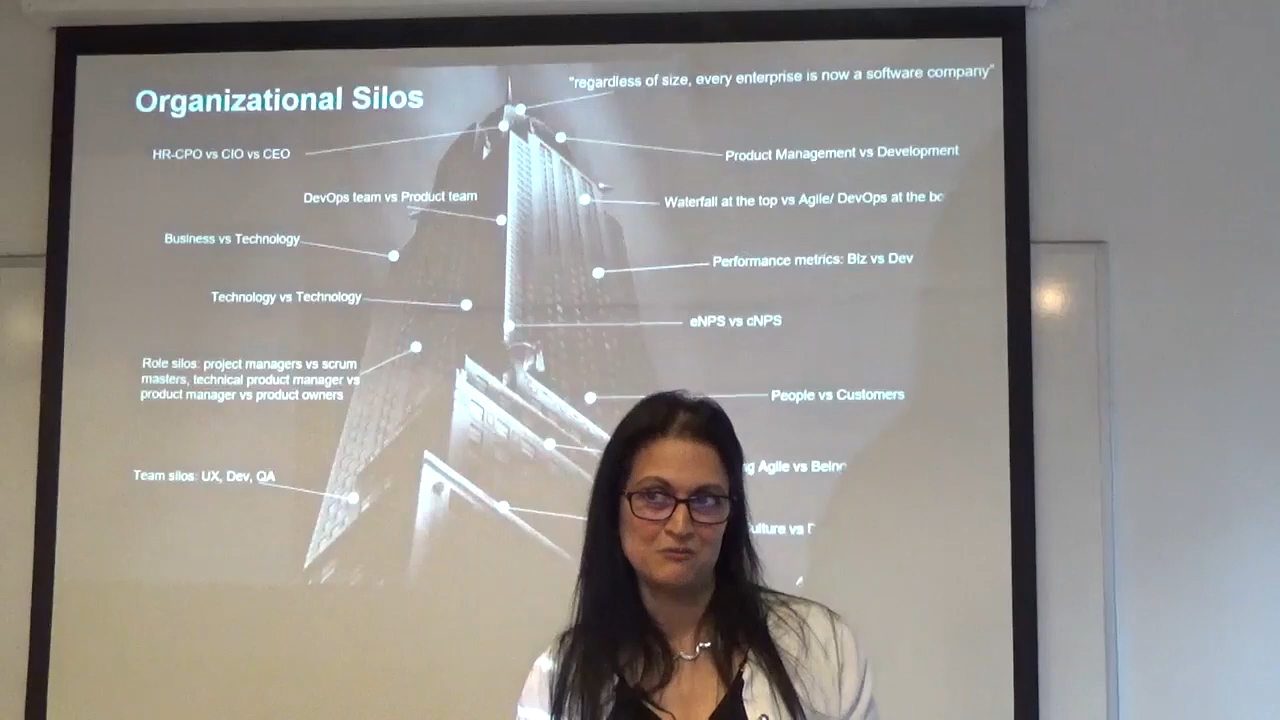 Organizational Silos
"regardless of size, every enterprise is now a software company"
HR-CPO vs CIO vs CEO
Product Management vs Development
DevOps team vs Product team
Waterfall at the top vs Agile/ DevOps at the
Business vs Technology
Performance metrics: Biz vs Dev
Technology vs Technology
eNPS vs cNPS
Role silos: project managers vs scrum
masters, technical product manager vs
product manager vs product owners
People vs Customers
Agile vs Being
Team silos: UX, Dev, QA
vs